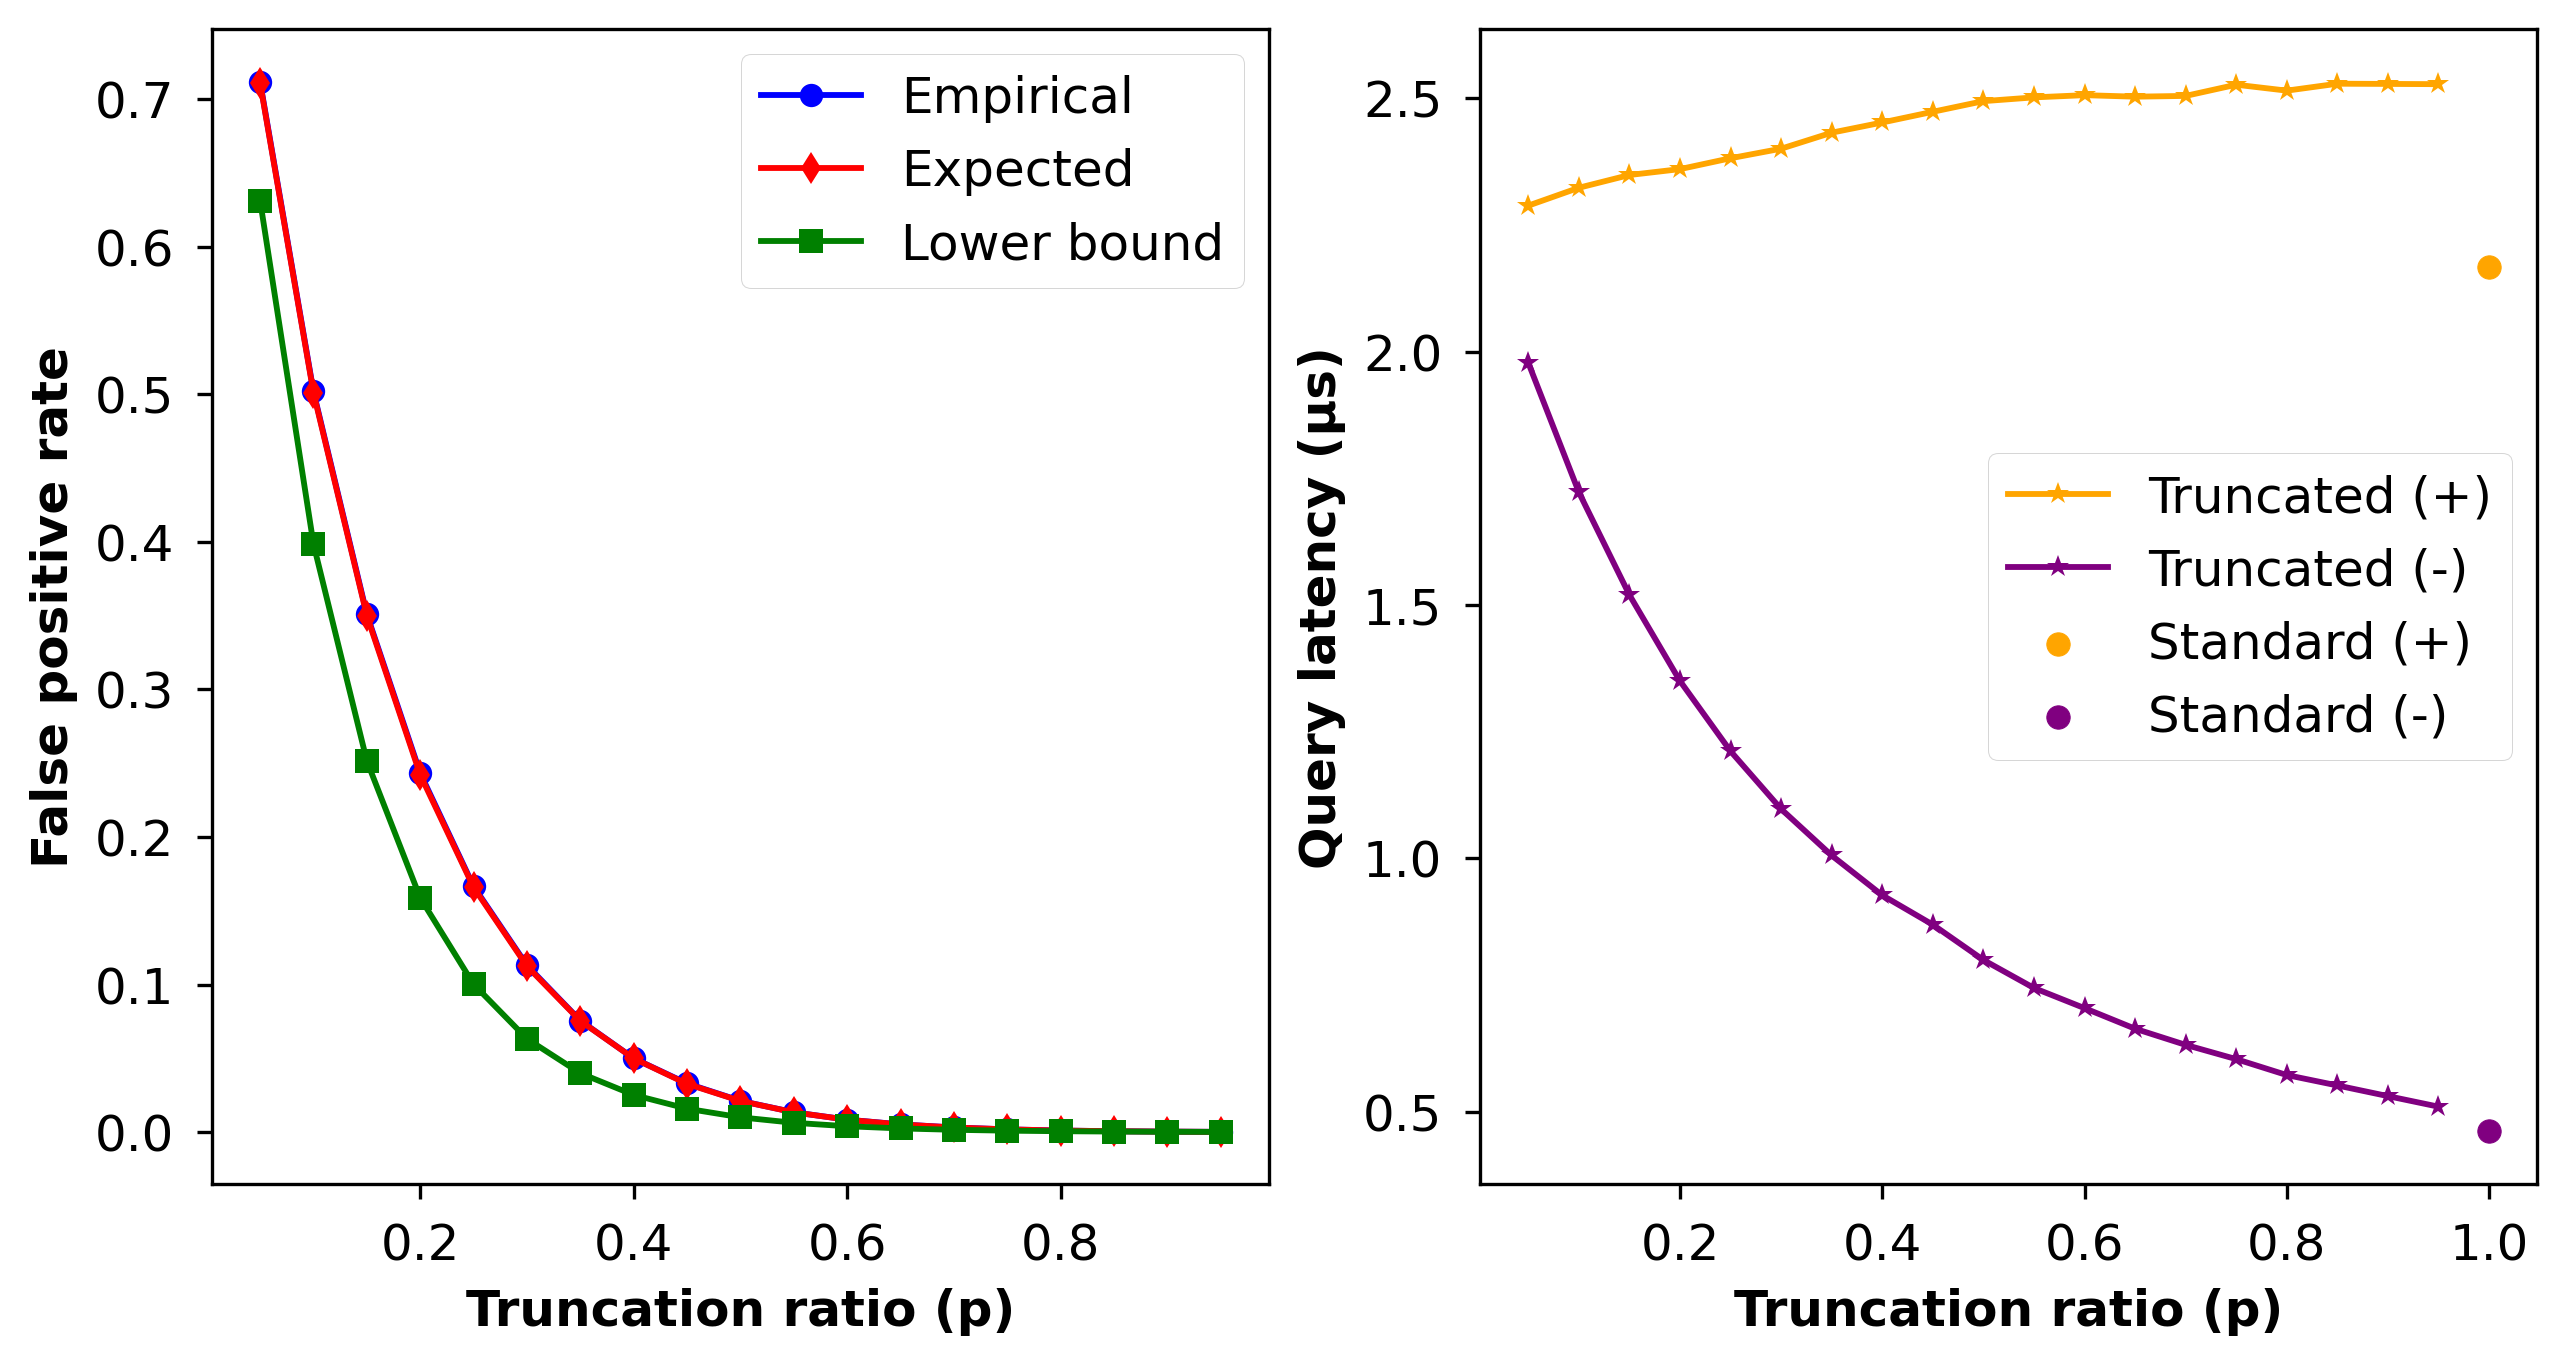 False positive rate
0.7
0.6
0.5
0.4
0.3
0.2
0.1
0.0
Empirical
Expected
Lower bound
0.2 0.4 0.6 0.8
Truncation ratio (p)
Query latency (µs)
2.5
2.0
1.5
1.0
0.5
Truncated (+)
Truncated (-)
Standard (+)
Standard (-)
0.2 0.4 0.6 0.8 1.0
Truncation ratio (p)